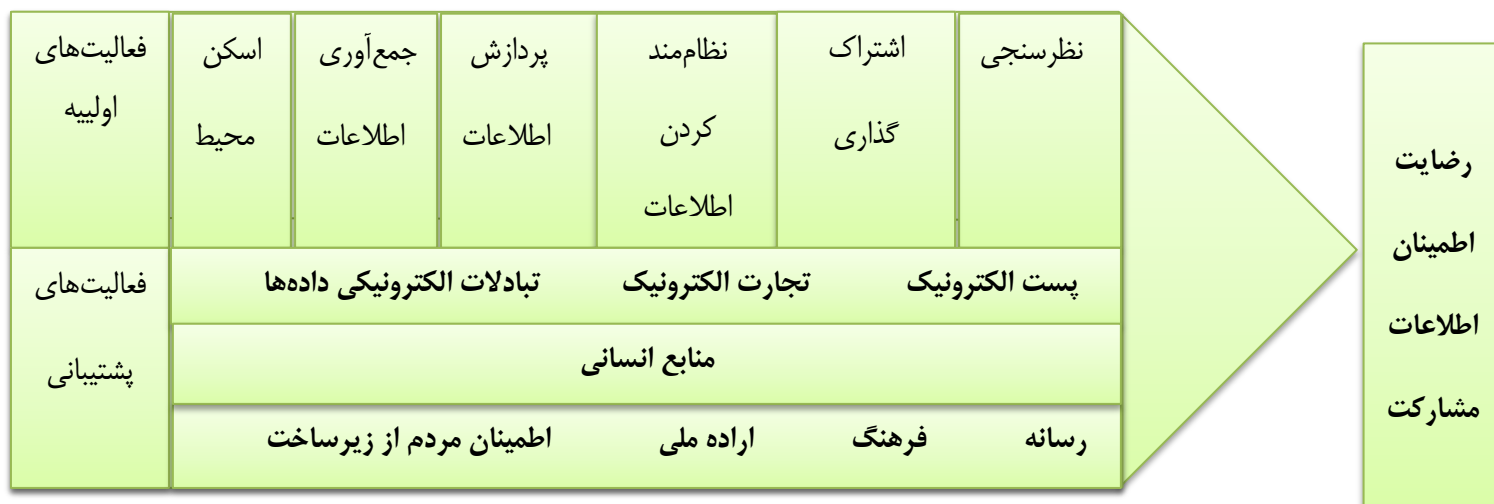 فعالیت‌های
اولییه
اسکن
محیط
جمع‌آوری
اطلاعات
پردازش
اطلاعات
نظام‌مند
کردن
اطلاعات
اشتراک
گذاری
نظرسنجی
فعالیت‌های
پشتیبانی
پست الکترونیک تجارت الکترونیک تبادلات الکترونیکی داده‌ها
منابع انسانی
رسانه فرهنگ اراده ملی اطمینان مردم از زیرساخت
رضایت
اطمینان
اطلاعات
مشارکت